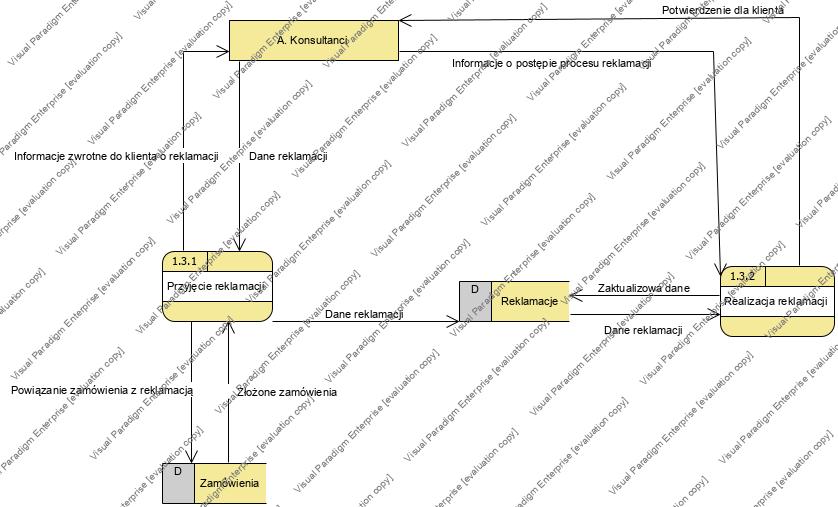 Potwierdzenie dla klienta
A. Konsultanci
Informacje o postępie procesu reklamacji
Informacje zwrotne do klienta o reklamacji
Dane reklamacji
1.3.1
Przyjęcie reklamacji
1.3.2
Realizacja reklamacji
D
Reklamacje
Zaktualizowa dane
Dane reklamacji
Dane reklamacji
Powiązanie zamówienia z reklamacją
Złożone zamówienia
D
Zamówienia
Visual Paradigm Enterprise [evaluation copy]